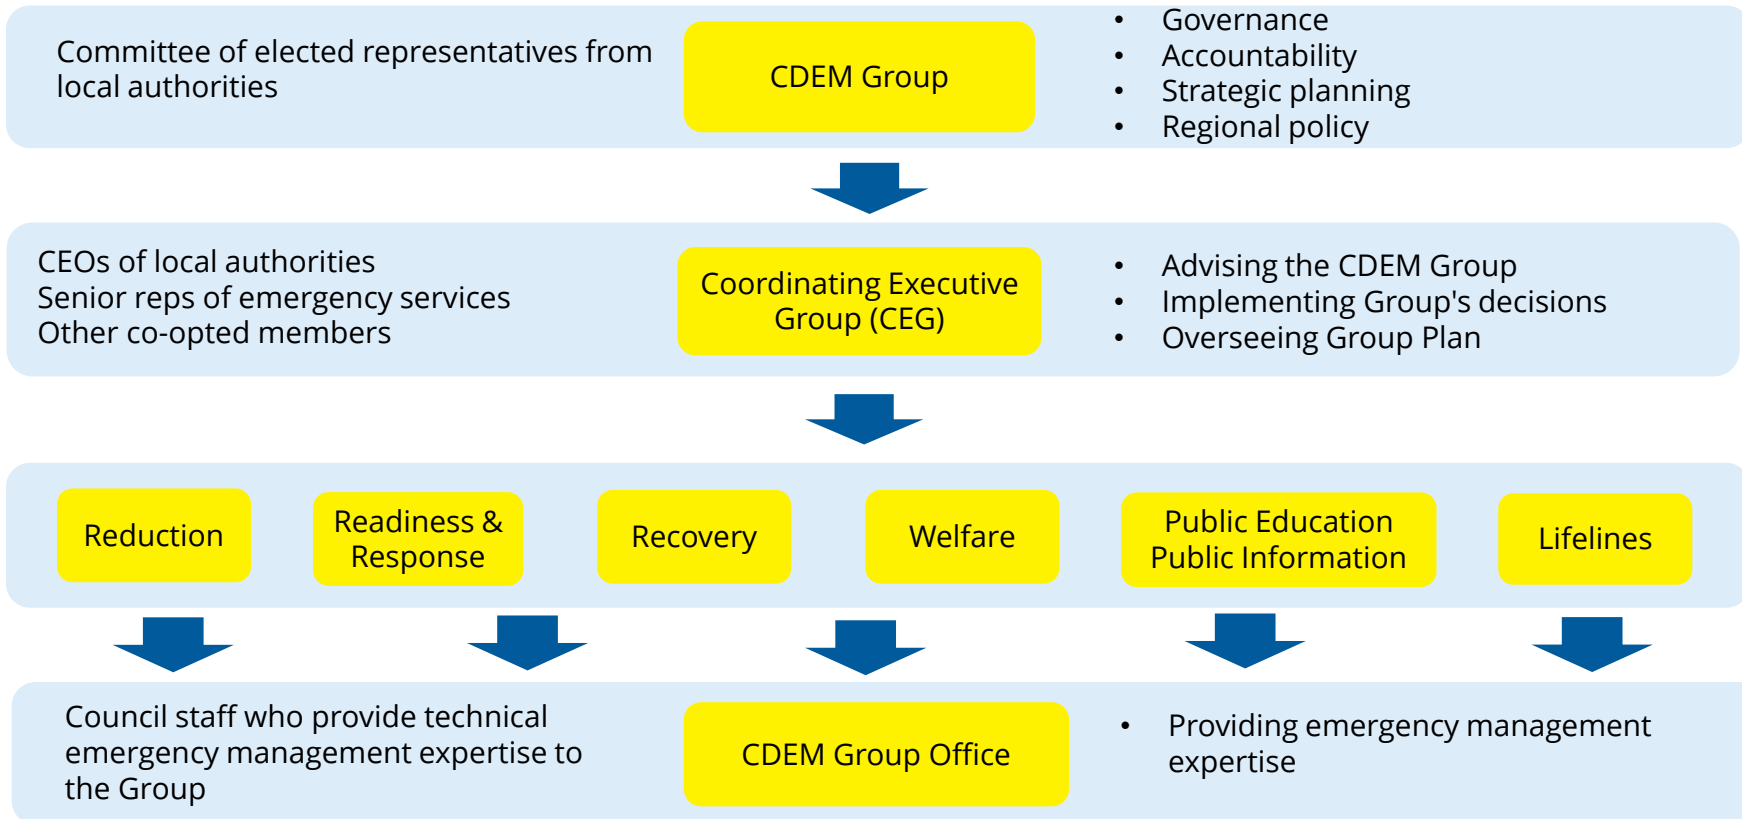 Committee of elected representatives from
local authorities
CDEM Group
• Governance
• Accountability
• Strategic planning
• Regional policy
CEOs of local authorities
Senior reps of emergency services
Other co-opted members
Coordinating Executive
Group (CEG)
• Advising the CDEM Group
• Implementing Group's decisions
• Overseeing Group Plan
Reduction
Readiness &
Response
Recovery
Welfare
Public Education
Public Information
Lifelines
Council staff who provide technical
emergency management expertise to
the Group
CDEM Group Office
• Providing emergency management
expertise